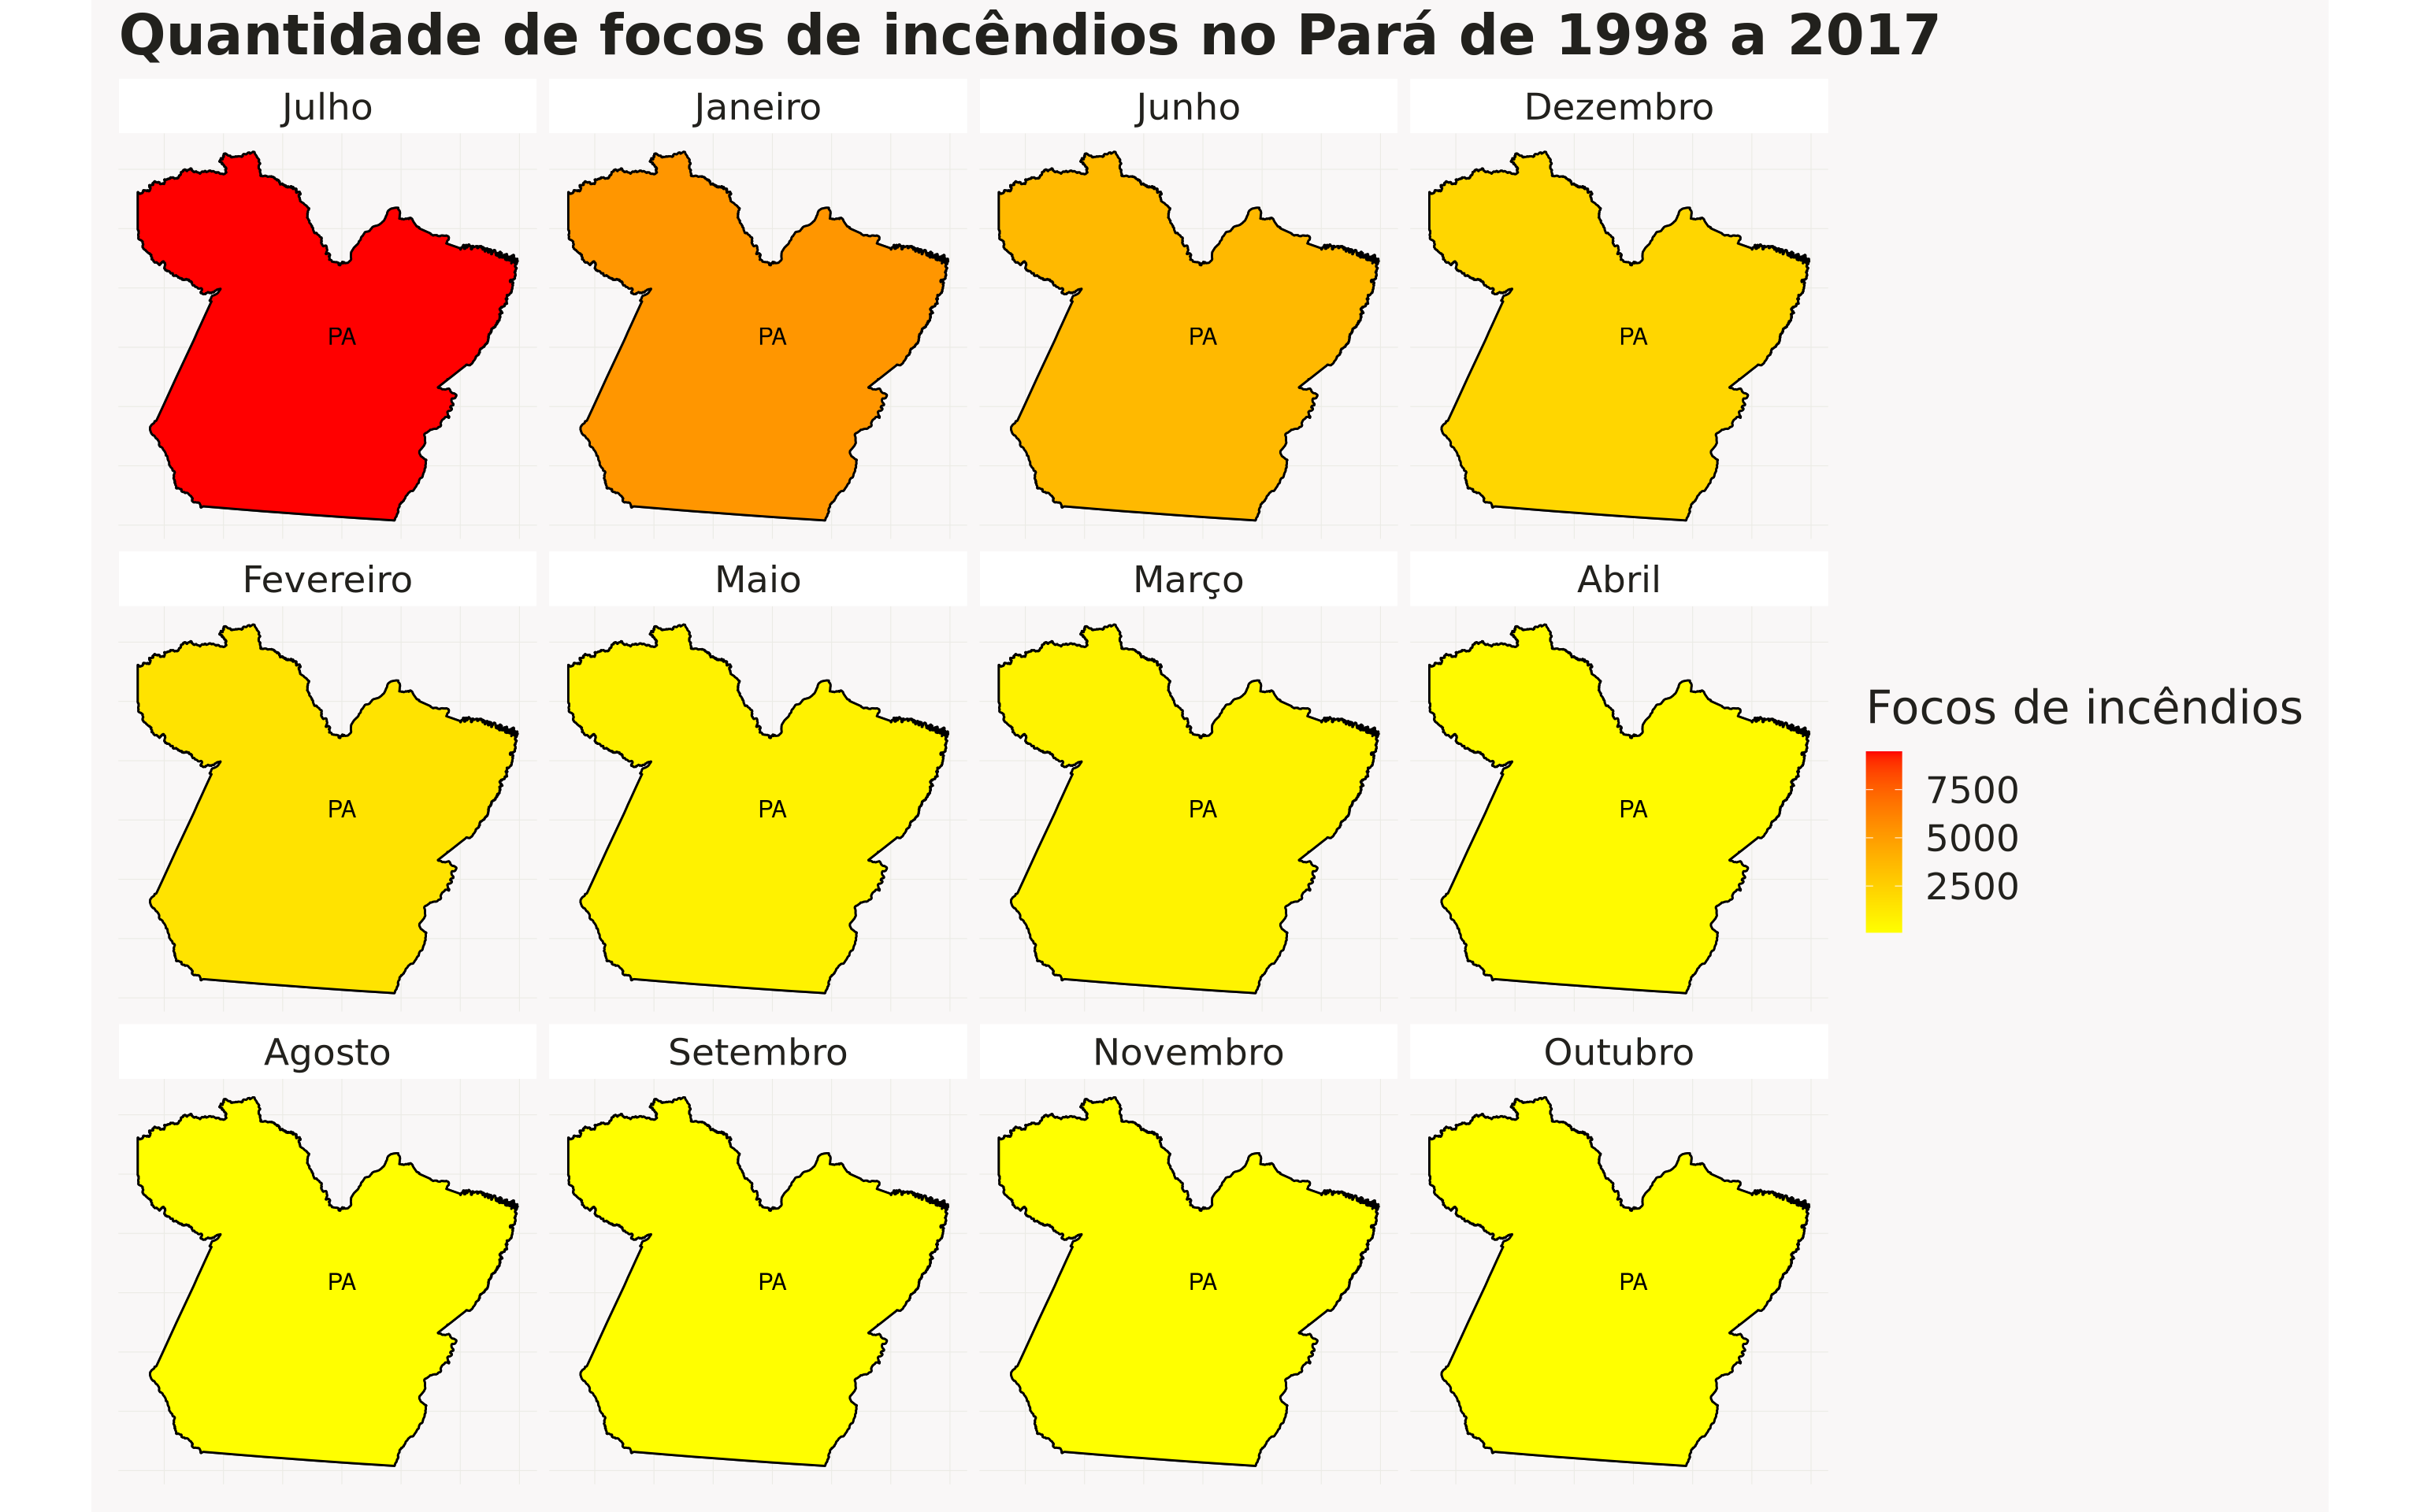 Quantidade de focos de incêndios no Pará de 1998 a 2017
Julho
Janeiro
Junho
Dezembro
PA
PA
PA
PA
Fevereiro
Maio
Março
Abril
PA
PA
PA
PA
Focos de incêndios
7500
5000
2500
Agosto
Setembro
Novembro
Outubro
PA
PA
PA
PA